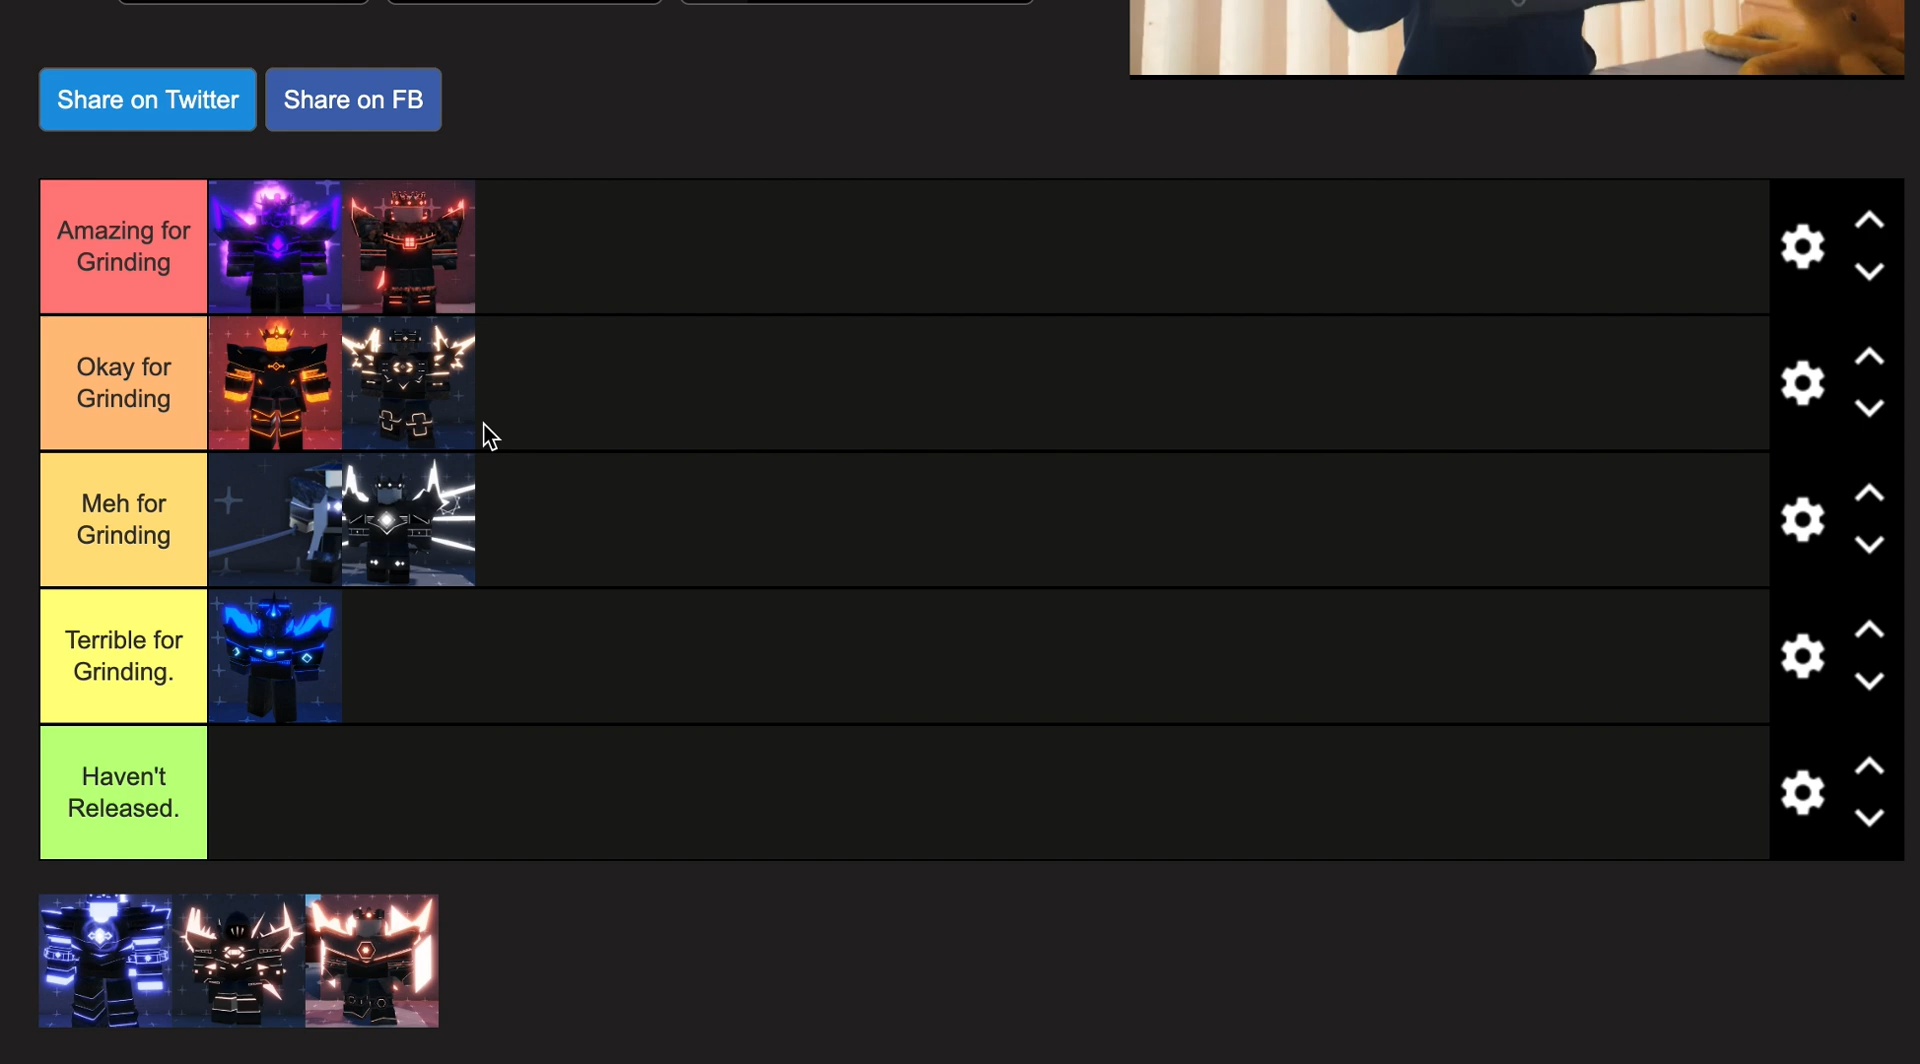 Share on Twitter
Share on FB
Amazing for
Grinding
Okay for
Grinding
Meh for
Grinding
Terrible for
Grinding.
Haven't
Released.